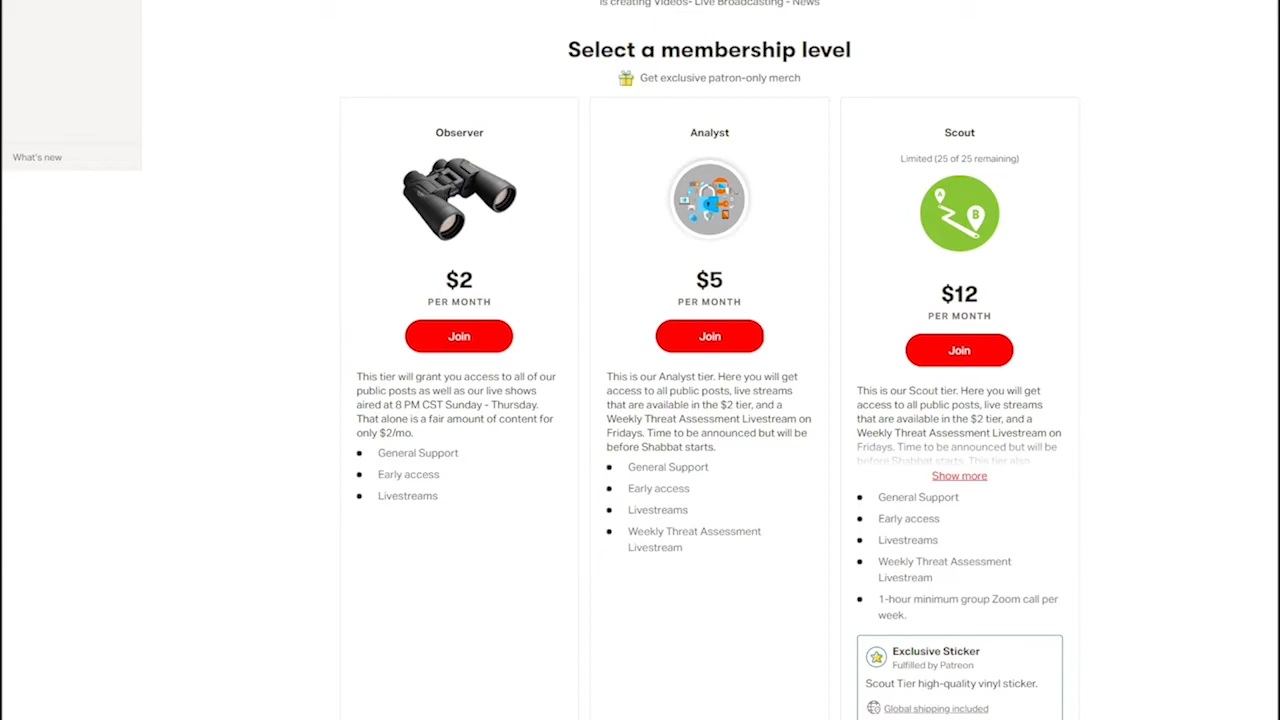 is creating Videos- Live Broadcasting - News
Select a membership level
Get exclusive patron-only merch
What's new
Observer
$2
PER MONTH
Join
This tier will grant you access to all of our
public posts as well as our live shows
aired at 8 PM CST Sunday - Thursday.
That alone is a fair amount of content for
only $2/mo.
General Support
Early access
Livestreams
Analyst
$5
PER MONTH
Join
This is our Analyst tier. Here you will get
access to all public posts, live streams
that are available in the $2 tier, and a
Weekly Threat Assessment Livestream on
Fridays. Time to be announced but will be
before Shabbat starts.
General Support
Early access
Livestreams
Weekly Threat Assessment
Livestream
Scout
Limited (25 of 25 remaining)
A
B
$12
PER MONTH
Join
This is our Scout tier. Here you will get
access to all public posts, live streams
that are available in the $2 tier, and a
Weekly Threat Assessment Livestream on
Fridays. Time to be announced but will be
before Shabbat starts. This tier also
Show more
General Support
Early access
Livestreams
Weekly Threat Assessment
Livestream
1-hour minimum group Zoom call per
week.
Exclusive Sticker
Fulfilled by Patreon
Scout Tier high-quality vinyl sticker.
Global shipping included